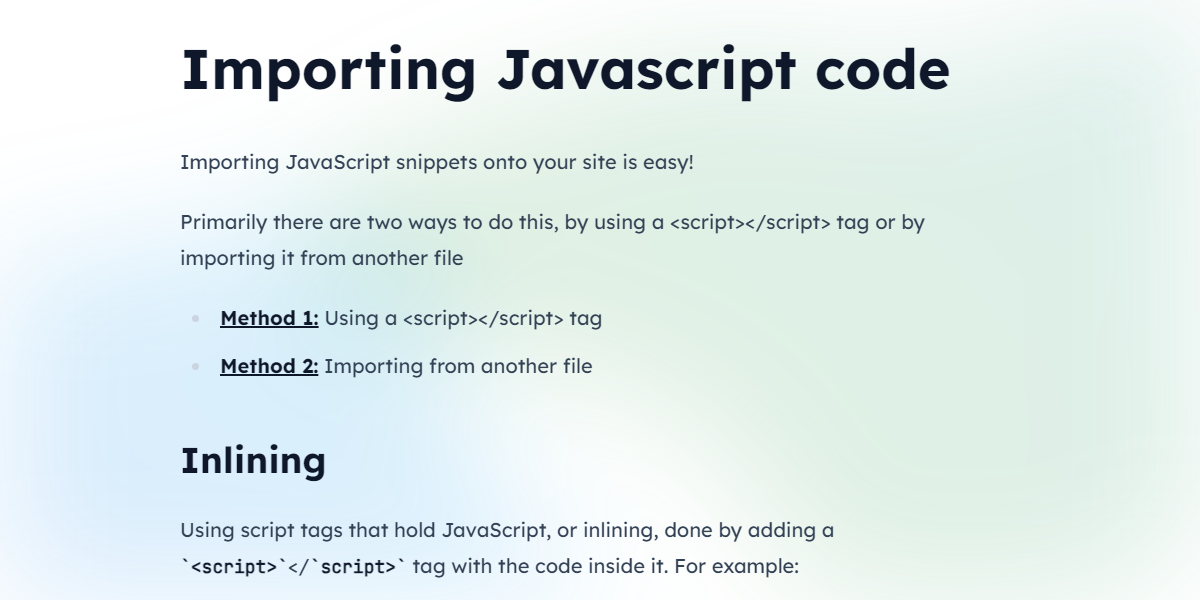 Importing Javascript code
Importing JavaScript snippets onto your site is easy!
Primarily there are two ways to do this, by using a <script></script> tag or by
importing it from another file
Method 1: Using a <script></script> tag
Method 2: Importing from another file
Inlining
Using script tags that hold JavaScript, or inlining, done by adding a
`<script>`</`script>` tag with the code inside it. For example: